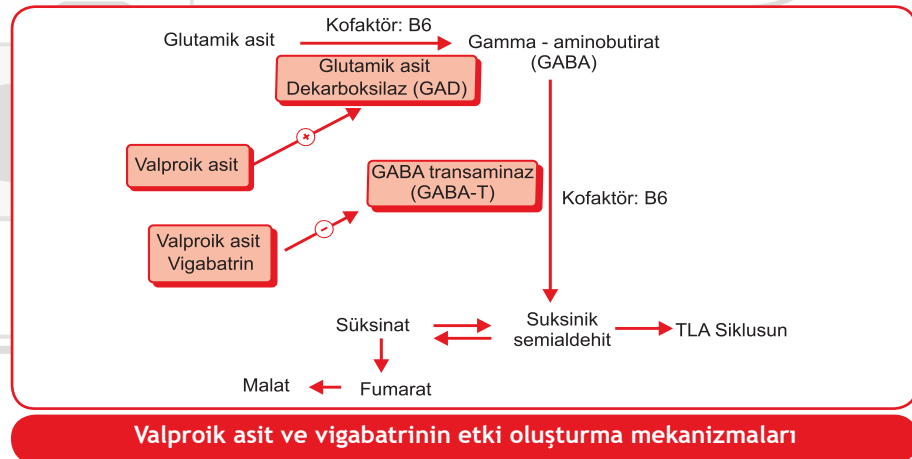 Kofaktör: B6
Glutamik asit
Gamma - aminobutirat
(GABA)
Glutamik asit
Dekarboksilaz (GAD)
Valproik asit
+
GABA transaminaz
(GABA-T)
Kofaktör: B6
Valproik asit
Vigabatrin
-
Süksinat
Suksinik
semialdehit
TLA Siklusun
Malat
Fumarat
Valproik asit ve vigabatrinin etki oluşturma mekanizmaları